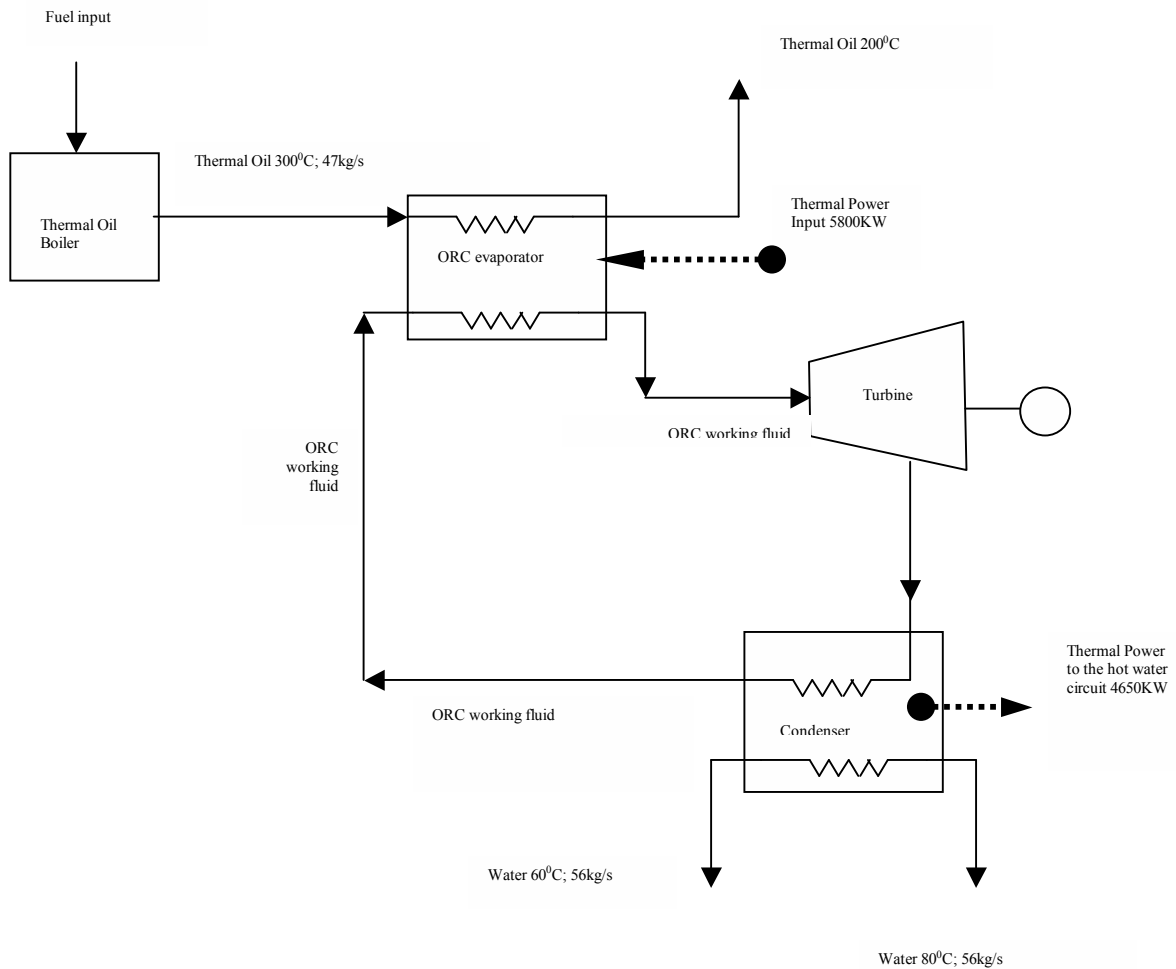 Fuel input
Thermal Oil 200⁰C
Thermal Oil 300⁰C; 47kg/s
Thermal Oil
Boiler
Thermal Power
Input 5800KW
ORC evaporator
Turbine
ORC working fluid
ORC
working
fluid
Thermal Power
to the hot water
circuit 4650KW
ORC working fluid
Condenser
Water 60⁰C; 56kg/s
Water 80⁰C; 56kg/s